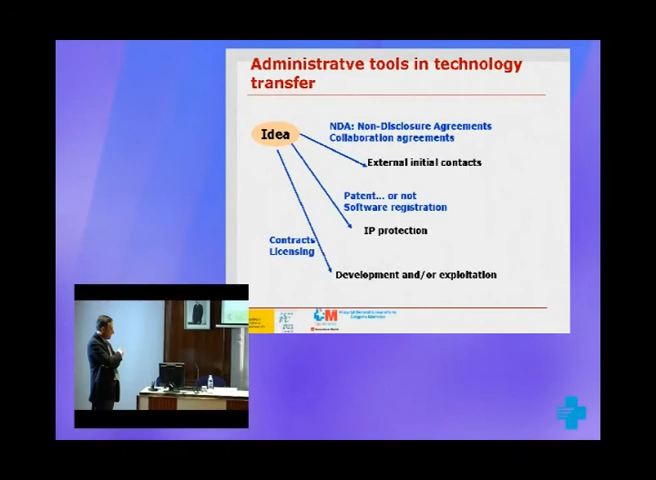 Administratve tools in technology
transfer
Idea
NDA: Non-Disclosure Agreements
Collaboration agreements
External initial contacts
Patent... or not
Software registration
IP protection
Contracts
Licensing
Development and/or exploitation
M